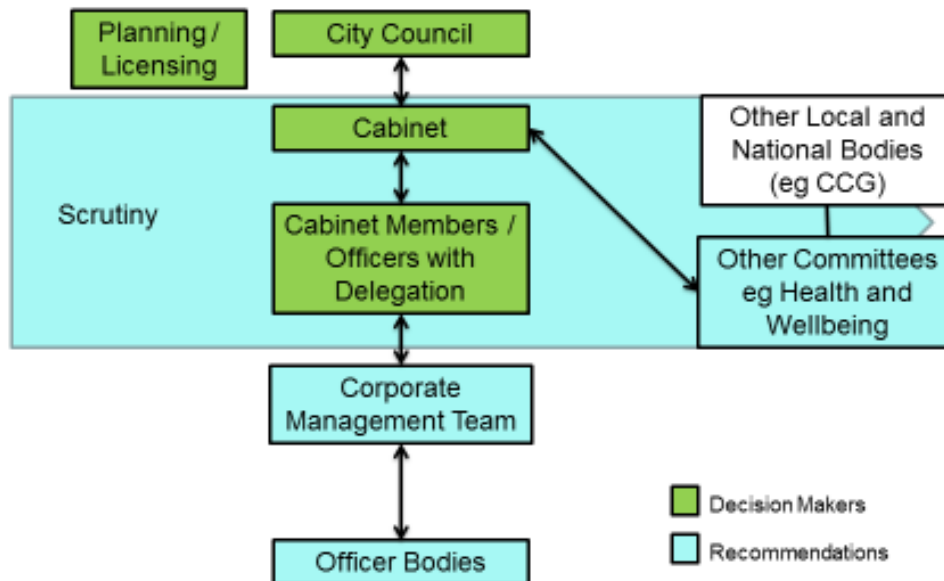 Planning /
Licensing
City Council
Cabinet
Other Local and
National Bodies
(eg CCG)
Scrutiny
Cabinet Members /
Officers with
Delegation
Other Committees
eg Health and
Wellbeing
Corporate
Management Team
Decision Makers
Officer Bodies
Recommendations